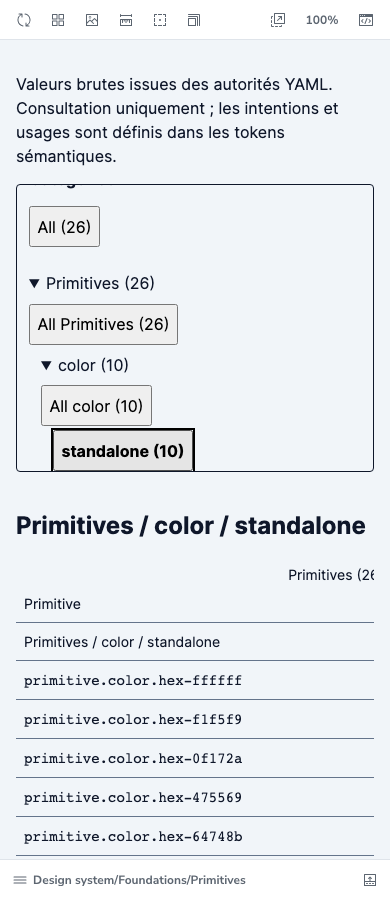 100%
Valeurs brutes issues des autorités YAML.
Consultation uniquement ; les intentions et
usages sont définis dans les tokens
sémantiques.
All (26)
Primitives (26)
All Primitives (26)
color (10)
All color (10)
standalone (10)
Primitives / color / standalone
Primitives (26
Primitive
Primitives / color / standalone
primitive.color.hex-ffffff
primitive.color.hex-f1f5f9
primitive.color.hex-0f172a
primitive.color.hex-475569
primitive.color.hex-64748b
Design system/Foundations/Primitives